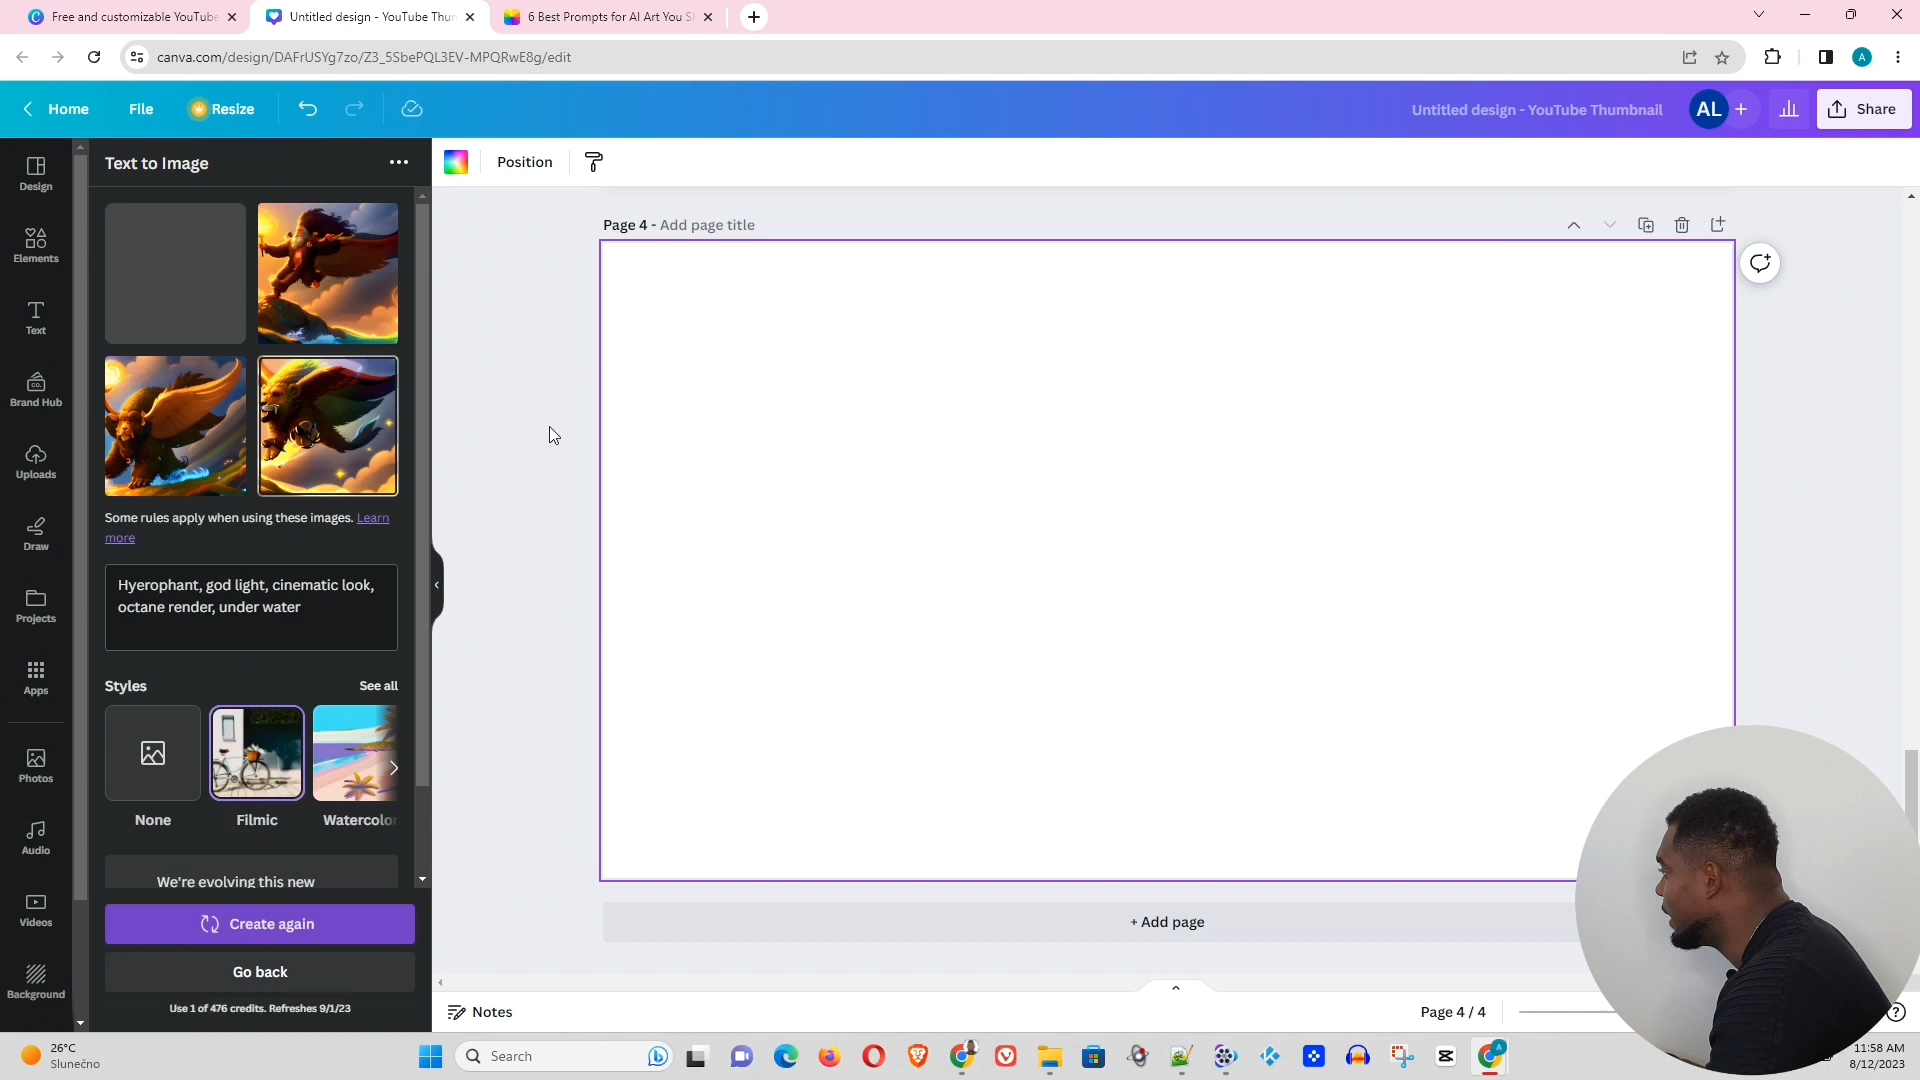 Free and customizable YouTube
Untitled design - YouTube Thun
6 Best Prompts for AI Art You S
canva.com/design/DAFrUSYg7zo/Z3_5SbePQL3EV-MPQRwE8g/edit
A
Home
File
Resize
Untitled design - YouTube Thumbnail
AL
+
Share
Design
Elements
Text
CO.
Brand Hub
Uploads
Draw
Projects
Apps
Photos
Audio
Videos
Background
Text to Image
Position
Page 4 - Add page title
Some rules apply when using these images. Learn
more
Hyerophant, god light, cinematic look,
octane render, under water
Styles
See all
None
Filmic
Watercolor
We're evolving this new
Create again
Go back
Use 1 of 476 credits. Refreshes 9/1/23
+ Add page
Notes
Page 4 / 4
26°C
Slunečno
Search
11:58 AM
8/12/2023